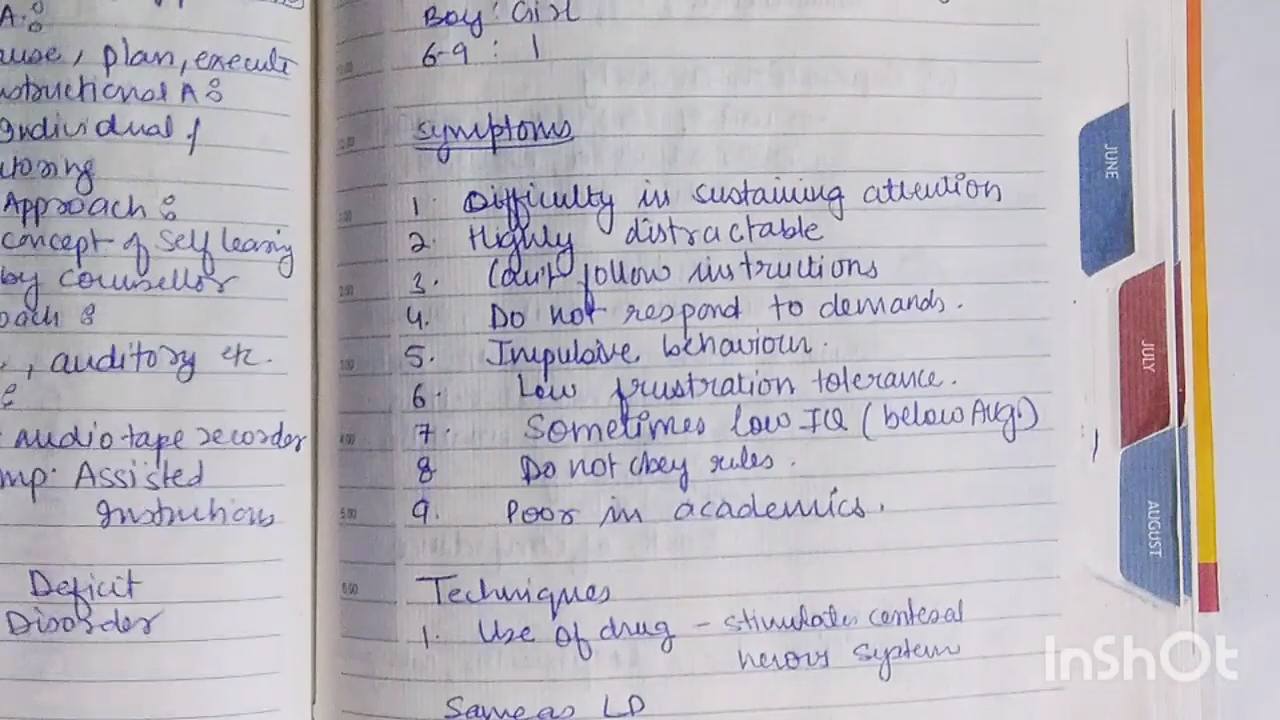 A:
use, plan, execute
nstructional A:
Individual /
toring
Approach:
concept of Self learing
by counsellor
oach:
, auditory etc.
audio tape recorder
mp. Assisted
Instructions
Deficit
Disorder
Boy : Girl
6-9 : 1
Symptoms
1. Difficulty in sustaining attention
2. Highly distractable
3. Can't follow instructions
4. Do not respond to demands.
5. Impulsive behaviour.
6. Low frustration tolerance.
7. Sometimes low IQ (below Avg.)
8 Do not obey rules.
9. Poor in academics.
Techniques
1. Use of drug - stimulate centeral
nervous system
Same as LD
JUNE
JULY
AUGUST
InShOt